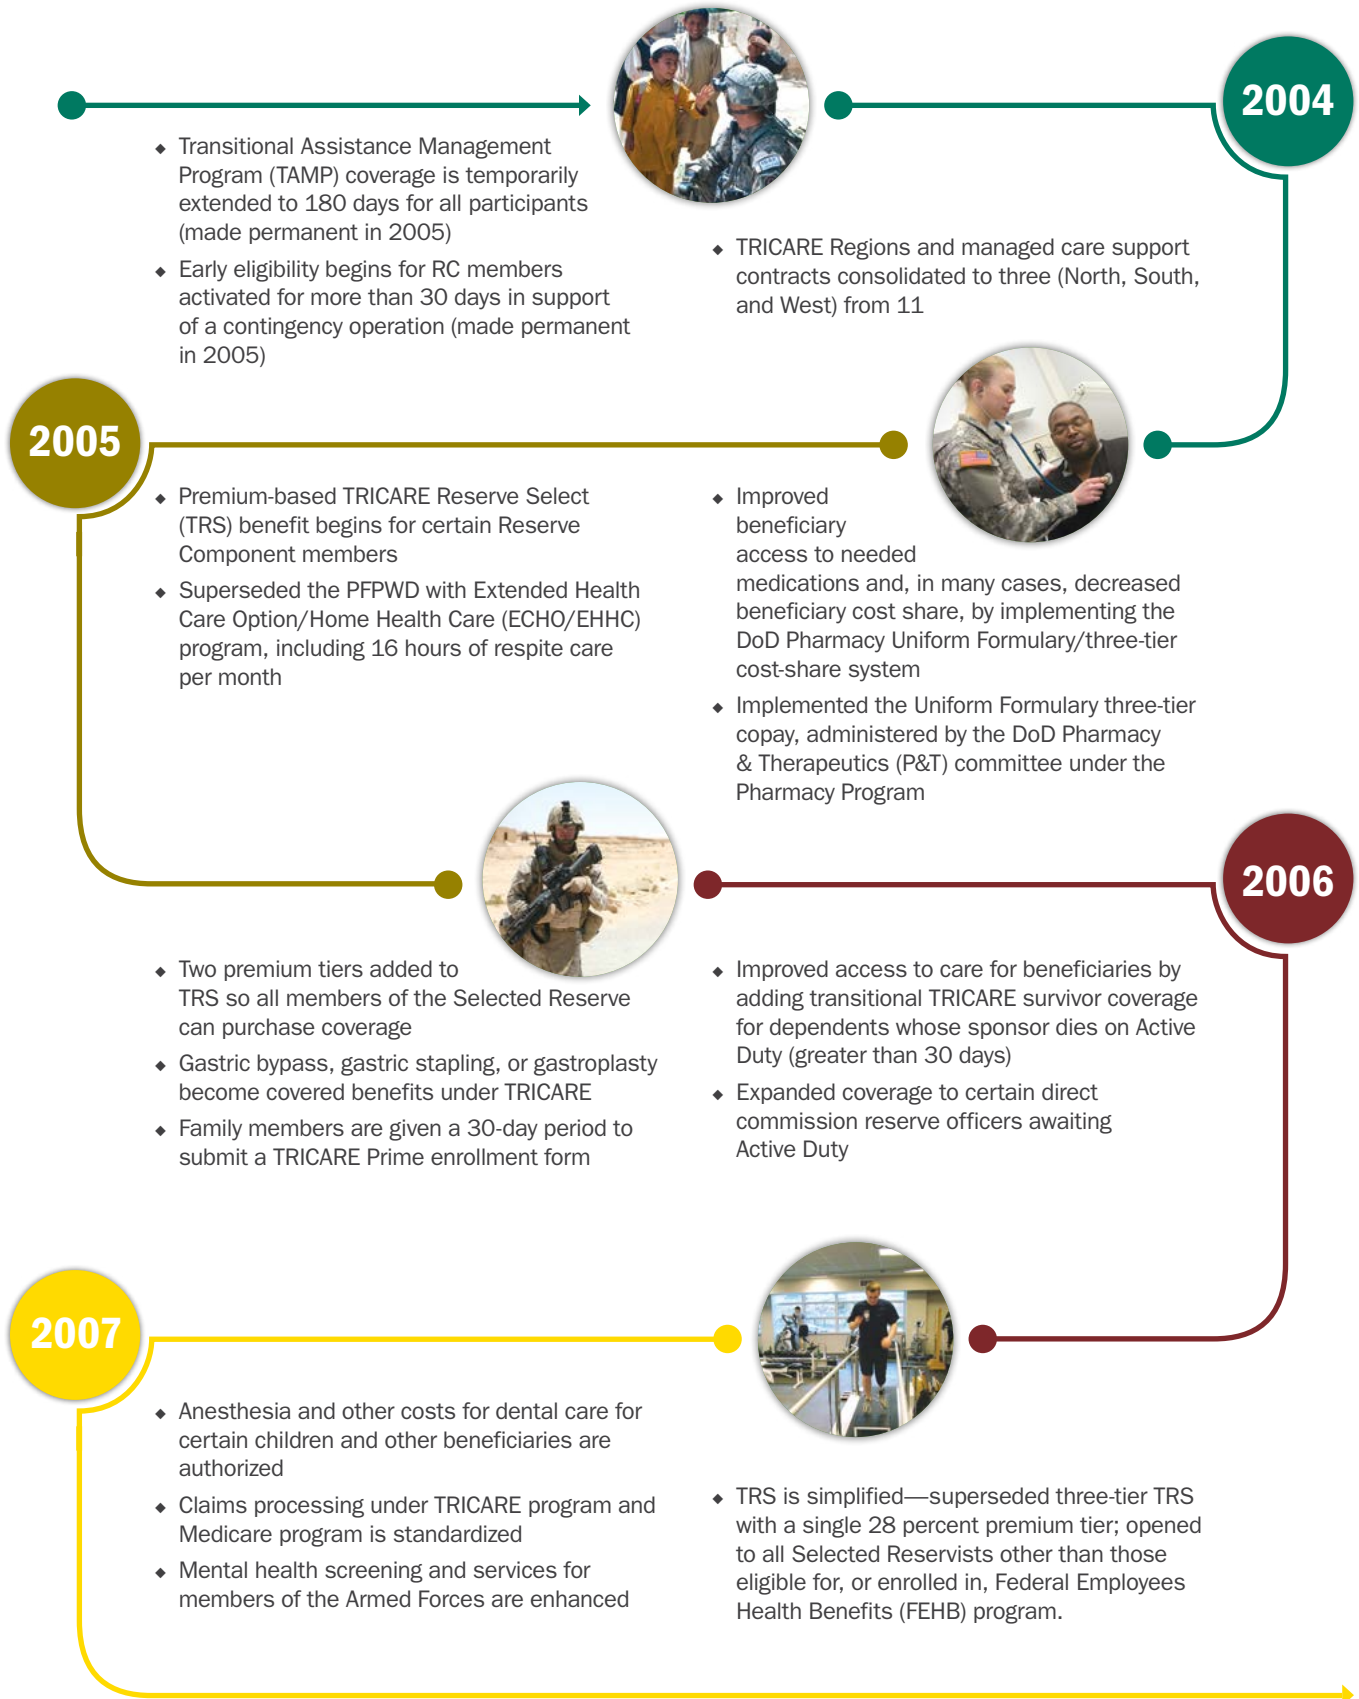 2004
Transitional Assistance Management
Program (TAMP) coverage is temporarily
extended to 180 days for all participants
(made permanent in 2005)
Early eligibility begins for RC members
activated for more than 30 days in support
of a contingency operation (made permanent
in 2005)
TRICARE Regions and managed care support
contracts consolidated to three (North, South,
and West) from 11
2005
Premium-based TRICARE Reserve Select
(TRS) benefit begins for certain Reserve
Component members
Superseded the PFPWD with Extended Health
Care Option/Home Health Care (ECHO/EHHC)
program, including 16 hours of respite care
per month
Improved
beneficiary
access to needed
medications and, in many cases, decreased
beneficiary cost share, by implementing the
DoD Pharmacy Uniform Formulary/three-tier
cost-share system
Implemented the Uniform Formulary three-tier
copay, administered by the DoD Pharmacy
& Therapeutics (P&T) committee under the
Pharmacy Program
2006
Two premium tiers added to
TRS so all members of the Selected Reserve
can purchase coverage
Gastric bypass, gastric stapling, or gastroplasty
become covered benefits under TRICARE
Family members are given a 30-day period to
submit a TRICARE Prime enrollment form
Improved access to care for beneficiaries by
adding transitional TRICARE survivor coverage
for dependents whose sponsor dies on Active
Duty (greater than 30 days)
Expanded coverage to certain direct
commission reserve officers awaiting
Active Duty
2007
Anesthesia and other costs for dental care for
certain children and other beneficiaries are
authorized
Claims processing under TRICARE program and
Medicare program is standardized
Mental health screening and services for
members of the Armed Forces are enhanced
TRS is simplified—superseded three-tier TRS
with a single 28 percent premium tier; opened
to all Selected Reservists other than those
eligible for, or enrolled in, Federal Employees
Health Benefits (FEHB) program.